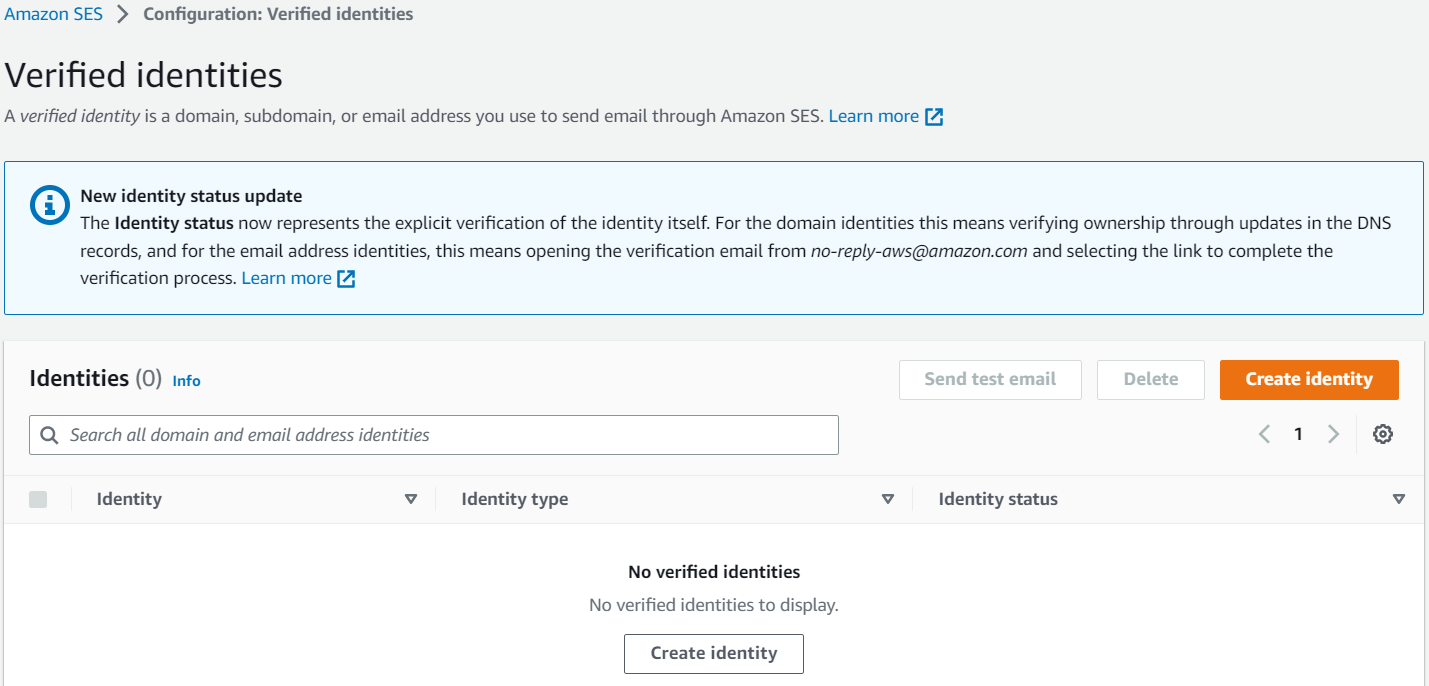 Amazon SES > Configuration: Verified identities
Verified identities
A verified identity is a domain, subdomain, or email address you use to send email through Amazon SES. Learn more
New identity status update
The Identity status now represents the explicit verification of the identity itself. For the domain identities this means verifying ownership through updates in the DNS
records, and for the email address identities, this means opening the verification email from no-reply-aws@amazon.com and selecting the link to complete the
verification process. Learn more
Identities (0) Info
Send test email Delete Create identity
Search all domain and email address identities
1
Identity Identity type Identity status
No verified identities
No verified identities to display.
Create identity